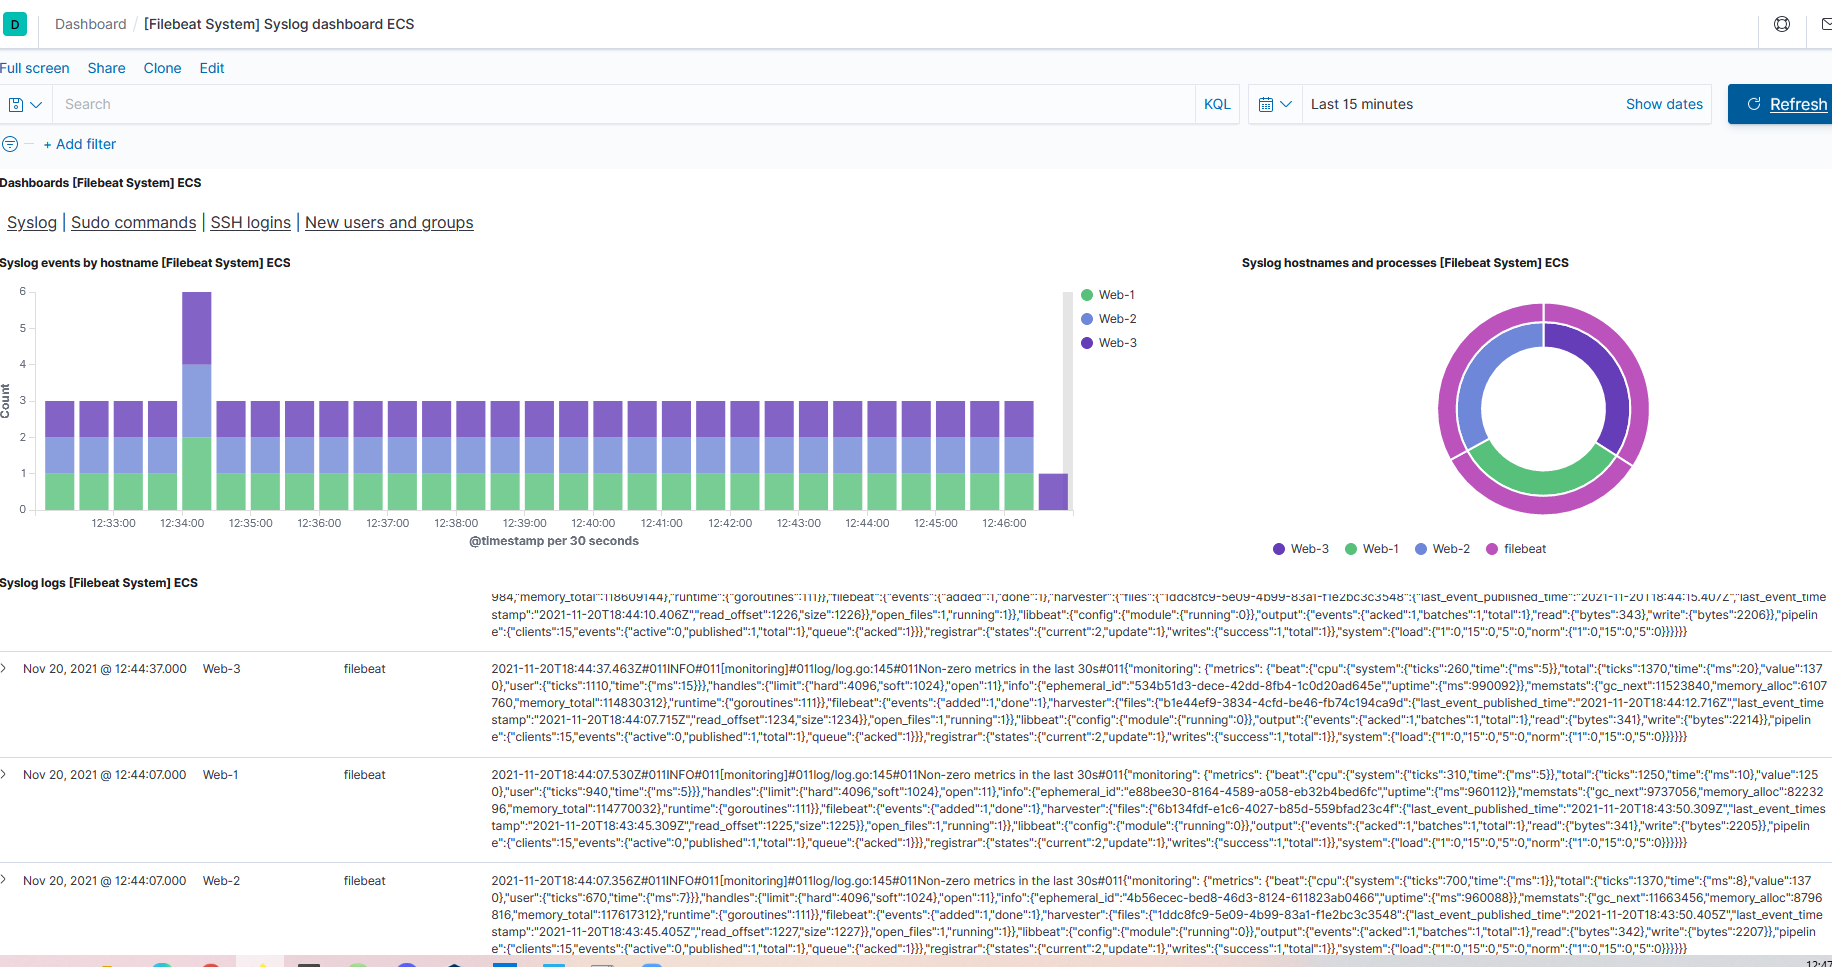 D
Dashboard / [Filebeat System] Syslog dashboard ECS
Full screen Share Clone Edit
Search KQL Last 15 minutes Show dates Refresh
+ Add filter
Dashboards [Filebeat System] ECS
Syslog | Sudo commands | SSH logins | New users and groups
Syslog events by hostname [Filebeat System] ECS
6
5
4
3
2
1
0
Count
12:33:00 12:34:00 12:35:00 12:36:00 12:37:00 12:38:00 12:39:00 12:40:00 12:41:00 12:42:00 12:43:00 12:44:00 12:45:00 12:46:00
@timestamp per 30 seconds
Web-1
Web-2
Web-3
Syslog hostnames and processes [Filebeat System] ECS
Web-3 Web-1 Web-2 filebeat
Syslog logs [Filebeat System] ECS
984,"memory_total":118609144},"runtime":{"goroutines":111}},"filebeat":{"events":{"added":1,"done":1},"harvester":{"files":{"1ddc8fc9-5e09-4b99-83a1-f1e2bc3c3548":{"last_event_published_time":"2021-11-20T18:44:15.407Z","last_event_time
stamp":"2021-11-20T18:44:10.406Z","read_offset":1226,"size":1226}},"open_files":1,"running":1}},"libbeat":{"config":{"module":{"running":0}},"output":{"events":{"acked":1,"batches":1,"total":1},"read":{"bytes":343},"write":{"bytes":2206}},"pipelin
e":{"clients":15,"events":{"active":0,"published":1,"total":1},"queue":{"acked":1}}},"registrar":{"states":{"current":2,"update":1},"writes":{"success":1,"total":1}},"system":{"load":{"1":0,"15":0,"5":0,"norm":{"1":0,"15":0,"5":0}}}}}}
Nov 20, 2021 @ 12:44:37.000 Web-3 filebeat
2021-11-20T18:44:37.463Z#011INFO#011[monitoring]#011log/log.go:145#011Non-zero metrics in the last 30s#011{"monitoring": {"metrics": {"beat":{"cpu":{"system":{"ticks":260,"time":{"ms":5}},"total":{"ticks":1370,"time":{"ms":20},"value":137
0},"user":{"ticks":1110,"time":{"ms":15}}},"handles":{"limit":{"hard":4096,"soft":1024},"open":11},"info":{"ephemeral_id":"534b51d3-dece-42dd-8fb4-1c0d20ad645e","uptime":{"ms":990092}},"memstats":{"gc_next":11523840,"memory_alloc":6107
760,"memory_total":114830312},"runtime":{"goroutines":111}},"filebeat":{"events":{"added":1,"done":1},"harvester":{"files":{"b1e44ef9-3834-4cfd-be46-fb74c194ca9d":{"last_event_published_time":"2021-11-20T18:44:12.716Z","last_event_time
stamp":"2021-11-20T18:44:07.715Z","read_offset":1234,"size":1234}},"open_files":1,"running":1}},"libbeat":{"config":{"module":{"running":0}},"output":{"events":{"acked":1,"batches":1,"total":1},"read":{"bytes":341},"write":{"bytes":2214}},"pipelin
e":{"clients":15,"events":{"active":0,"published":1,"total":1},"queue":{"acked":1}}},"registrar":{"states":{"current":2,"update":1},"writes":{"success":1,"total":1}},"system":{"load":{"1":0,"15":0,"5":0,"norm":{"1":0,"15":0,"5":0}}}}}}
Nov 20, 2021 @ 12:44:07.000 Web-1 filebeat
2021-11-20T18:44:07.530Z#011INFO#011[monitoring]#011log/log.go:145#011Non-zero metrics in the last 30s#011{"monitoring": {"metrics": {"beat":{"cpu":{"system":{"ticks":310,"time":{"ms":5}},"total":{"ticks":1250,"time":{"ms":10},"value":125
0},"user":{"ticks":940,"time":{"ms":5}}},"handles":{"limit":{"hard":4096,"soft":1024},"open":11},"info":{"ephemeral_id":"e88bee30-8164-4589-a058-eb32b4bed6fc","uptime":{"ms":960112}},"memstats":{"gc_next":9737056,"memory_alloc":82232
96,"memory_total":114770032},"runtime":{"goroutines":111}},"filebeat":{"events":{"added":1,"done":1},"harvester":{"files":{"6b134fdf-e1c6-4027-b85d-559bfad23c4f":{"last_event_published_time":"2021-11-20T18:43:50.309Z","last_event_timest
amp":"2021-11-20T18:43:45.309Z","read_offset":1225,"size":1225}},"open_files":1,"running":1}},"libbeat":{"config":{"module":{"running":0}},"output":{"events":{"acked":1,"batches":1,"total":1},"read":{"bytes":341},"write":{"bytes":2205}},"pipelin
e":{"clients":15,"events":{"active":0,"published":1,"total":1},"queue":{"acked":1}}},"registrar":{"states":{"current":2,"update":1},"writes":{"success":1,"total":1}},"system":{"load":{"1":0,"15":0,"5":0,"norm":{"1":0,"15":0,"5":0}}}}}}
Nov 20, 2021 @ 12:44:07.000 Web-2 filebeat
2021-11-20T18:44:07.356Z#011INFO#011[monitoring]#011log/log.go:145#011Non-zero metrics in the last 30s#011{"monitoring": {"metrics": {"beat":{"cpu":{"system":{"ticks":700,"time":{"ms":1}},"total":{"ticks":1370,"time":{"ms":8},"value":137
0},"user":{"ticks":670,"time":{"ms":7}}},"handles":{"limit":{"hard":4096,"soft":1024},"open":11},"info":{"ephemeral_id":"4b56ecec-bed8-46d3-8124-611823ab0466","uptime":{"ms":960088}},"memstats":{"gc_next":11663456,"memory_alloc":8796
816,"memory_total":117617312},"runtime":{"goroutines":111}},"filebeat":{"events":{"added":1,"done":1},"harvester":{"files":{"1ddc8fc9-5e09-4b99-83a1-f1e2bc3c3548":{"last_event_published_time":"2021-11-20T18:43:50.405Z","last_event_time
stamp":"2021-11-20T18:43:45.405Z","read_offset":1227,"size":1227}},"open_files":1,"running":1}},"libbeat":{"config":{"module":{"running":0}},"output":{"events":{"acked":1,"batches":1,"total":1},"read":{"bytes":342},"write":{"bytes":2207}},"pipelin
e":{"clients":15,"events":{"active":0,"published":1,"total":1},"queue":{"acked":1}}},"registrar":{"states":{"current":2,"update":1},"writes":{"success":1,"total":1}},"system":{"load":{"1":0,"15":0,"5":0,"norm":{"1":0,"15":0,"5":0}}}}}}
12:47